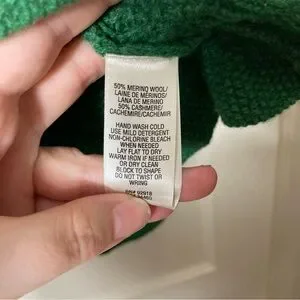 50% MERINO WOOL/
LAINE DE MÉRINOS/
LANA DE MERINO
50% CASHMERE/
CACHEMIRE/CACHEMIR
HAND WASH COLD
USE MILD DETERGENT
NON-CHLORINE BLEACH
WHEN NEEDED
LAY FLAT TO DRY
WARM IRON IF NEEDED
OR DRY CLEAN
BLOCK TO SHAPE
DO NOT TWIST OR
WRING